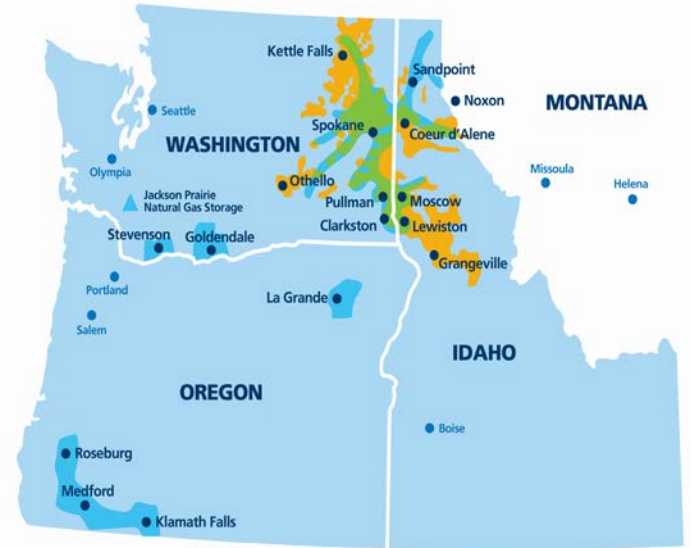 Kettle Falls
Sandpoint
Noxon
MONTANA
Seattle
Spokane
Coeur d'Alene
WASHINGTON
Olympia
Othello
Missoula
Helena
Jackson Prairie
Natural Gas Storage
Pullman
Moscow
Clarkston
Lewiston
Stevenson
Goldendale
Grangeville
Portland
La Grande
Salem
IDAHO
OREGON
Boise
Roseburg
Medford
Klamath Falls